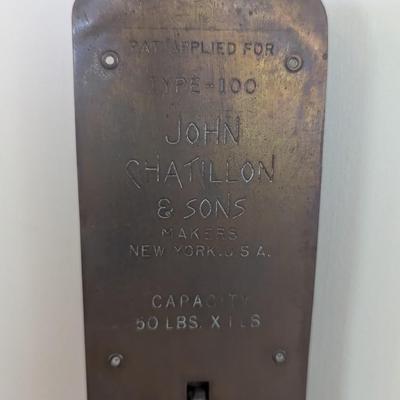 PAT. APPLIED FOR
TYPE-100
JOHN
CHATILLON
& SONS
MAKERS
NEW YORK.U.S.A.
CAPACITY
50 LBS. X 1 LB